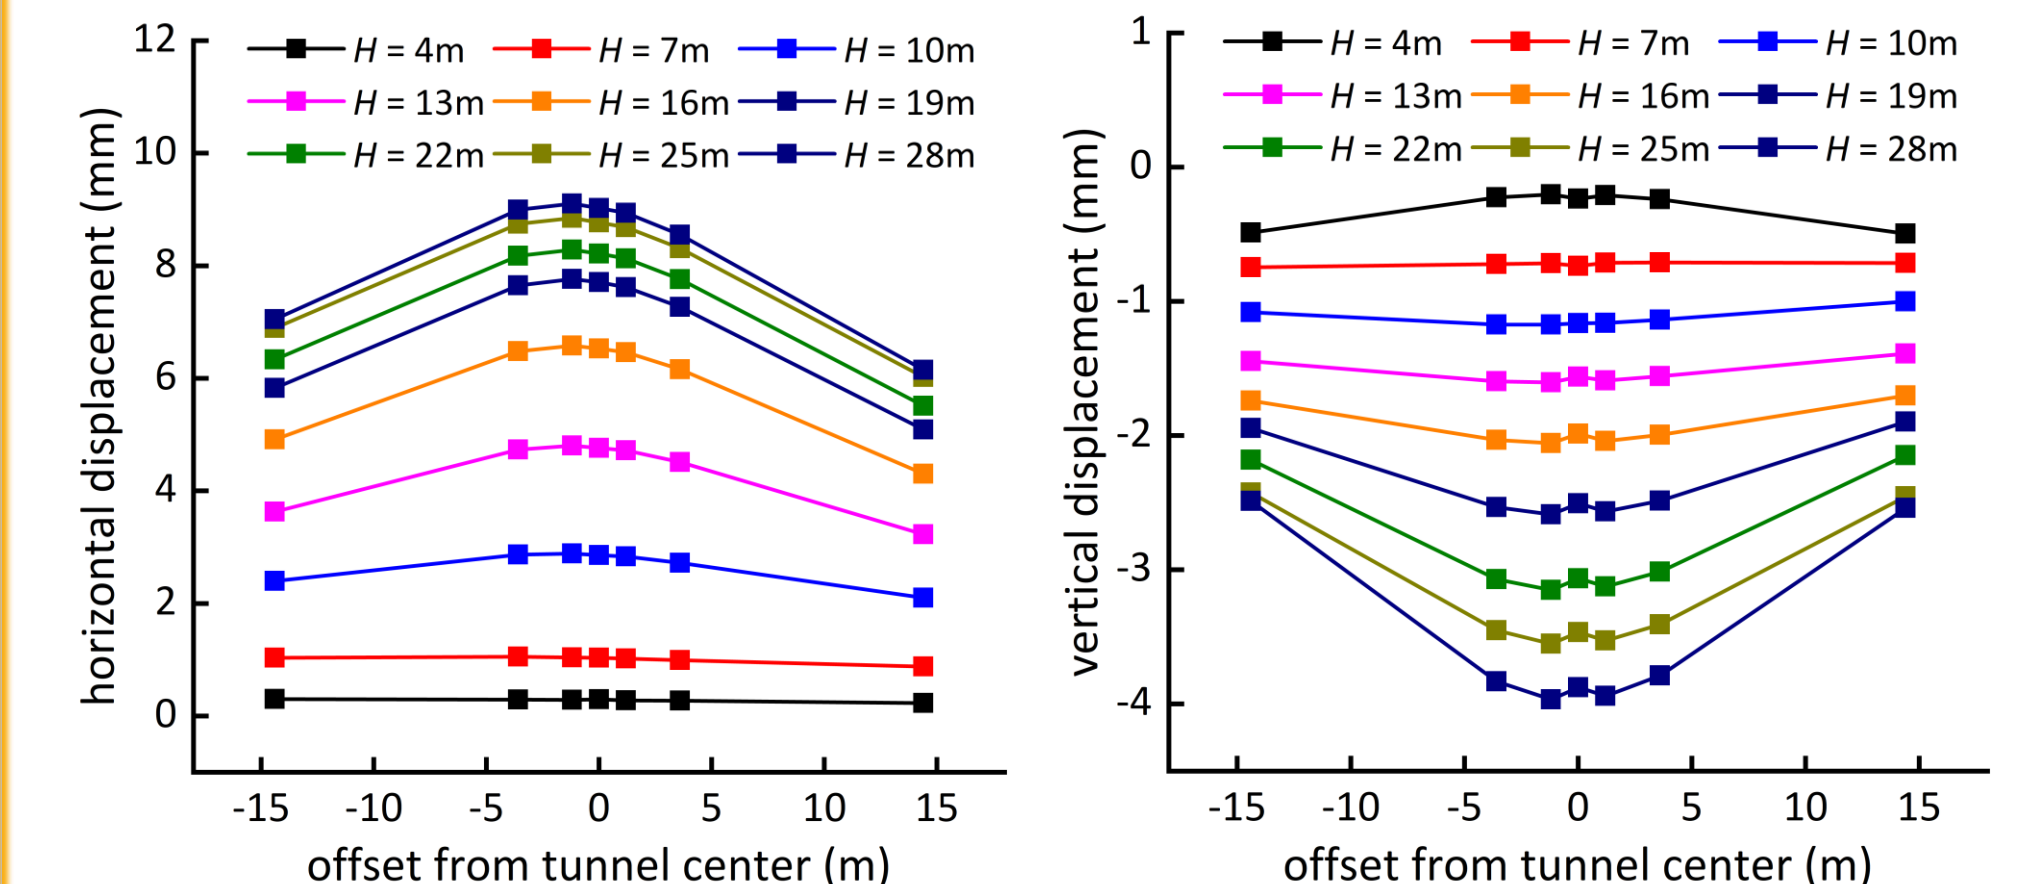 12
10
8
6
4
2
0
horizontal displacement (mm)
H = 4m H = 7m H = 10m
H = 13m H = 16m H = 19m
H = 22m H = 25m H = 28m
-15 -10 -5 0 5 10 15
offset from tunnel center (m)
1
0
-1
-2
-3
-4
vertical displacement (mm)
H = 4m H = 7m H = 10m
H = 13m H = 16m H = 19m
H = 22m H = 25m H = 28m
-15 -10 -5 0 5 10 15
offset from tunnel center (m)